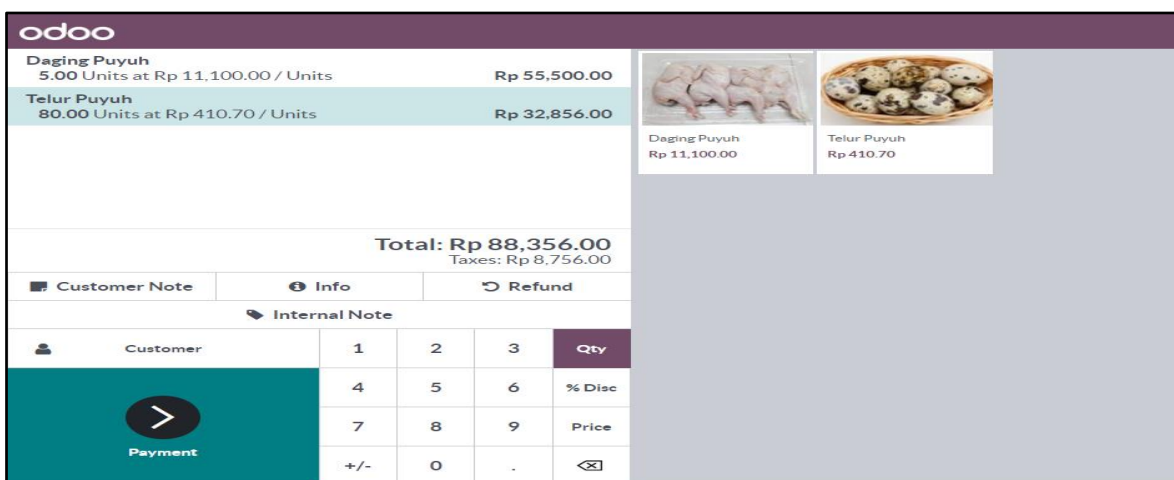 odoo
Daging Puyuh
5.00 Units at Rp 11,100.00 / Units Rp 55,500.00
Telur Puyuh
80.00 Units at Rp 410.70 / Units Rp 32,856.00
Total: Rp 88,356.00
Taxes: Rp 8,756.00
Customer Note Info Refund
Internal Note
Customer 1 2 3 Qty
4 5 6 % Disc
7 8 9 Price
Payment
+/- 0 .
Daging Puyuh
Rp 11,100.00
Telur Puyuh
Rp 410.70